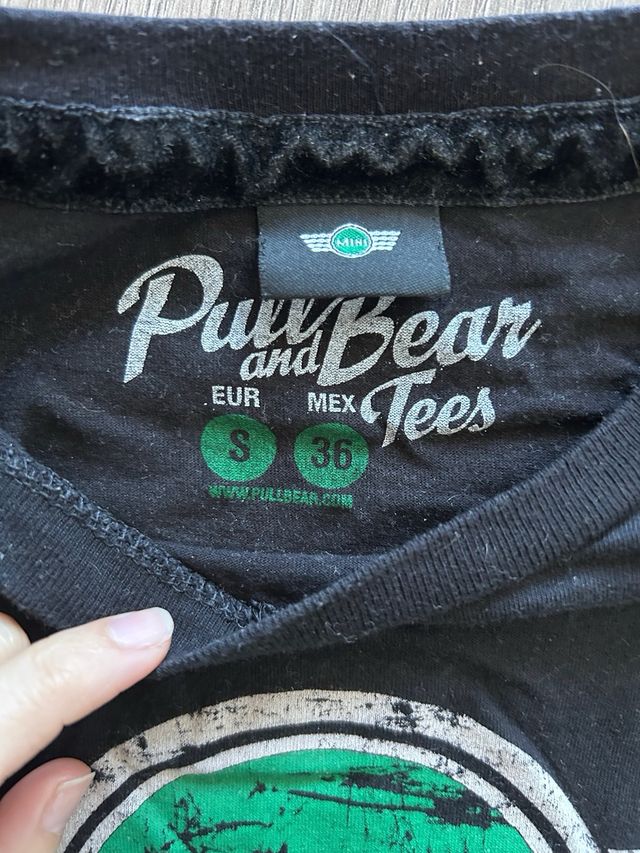 MINI
Pull
and Bear
Tees
EUR MEX
S 36
WWW.PULLBEAR.COM